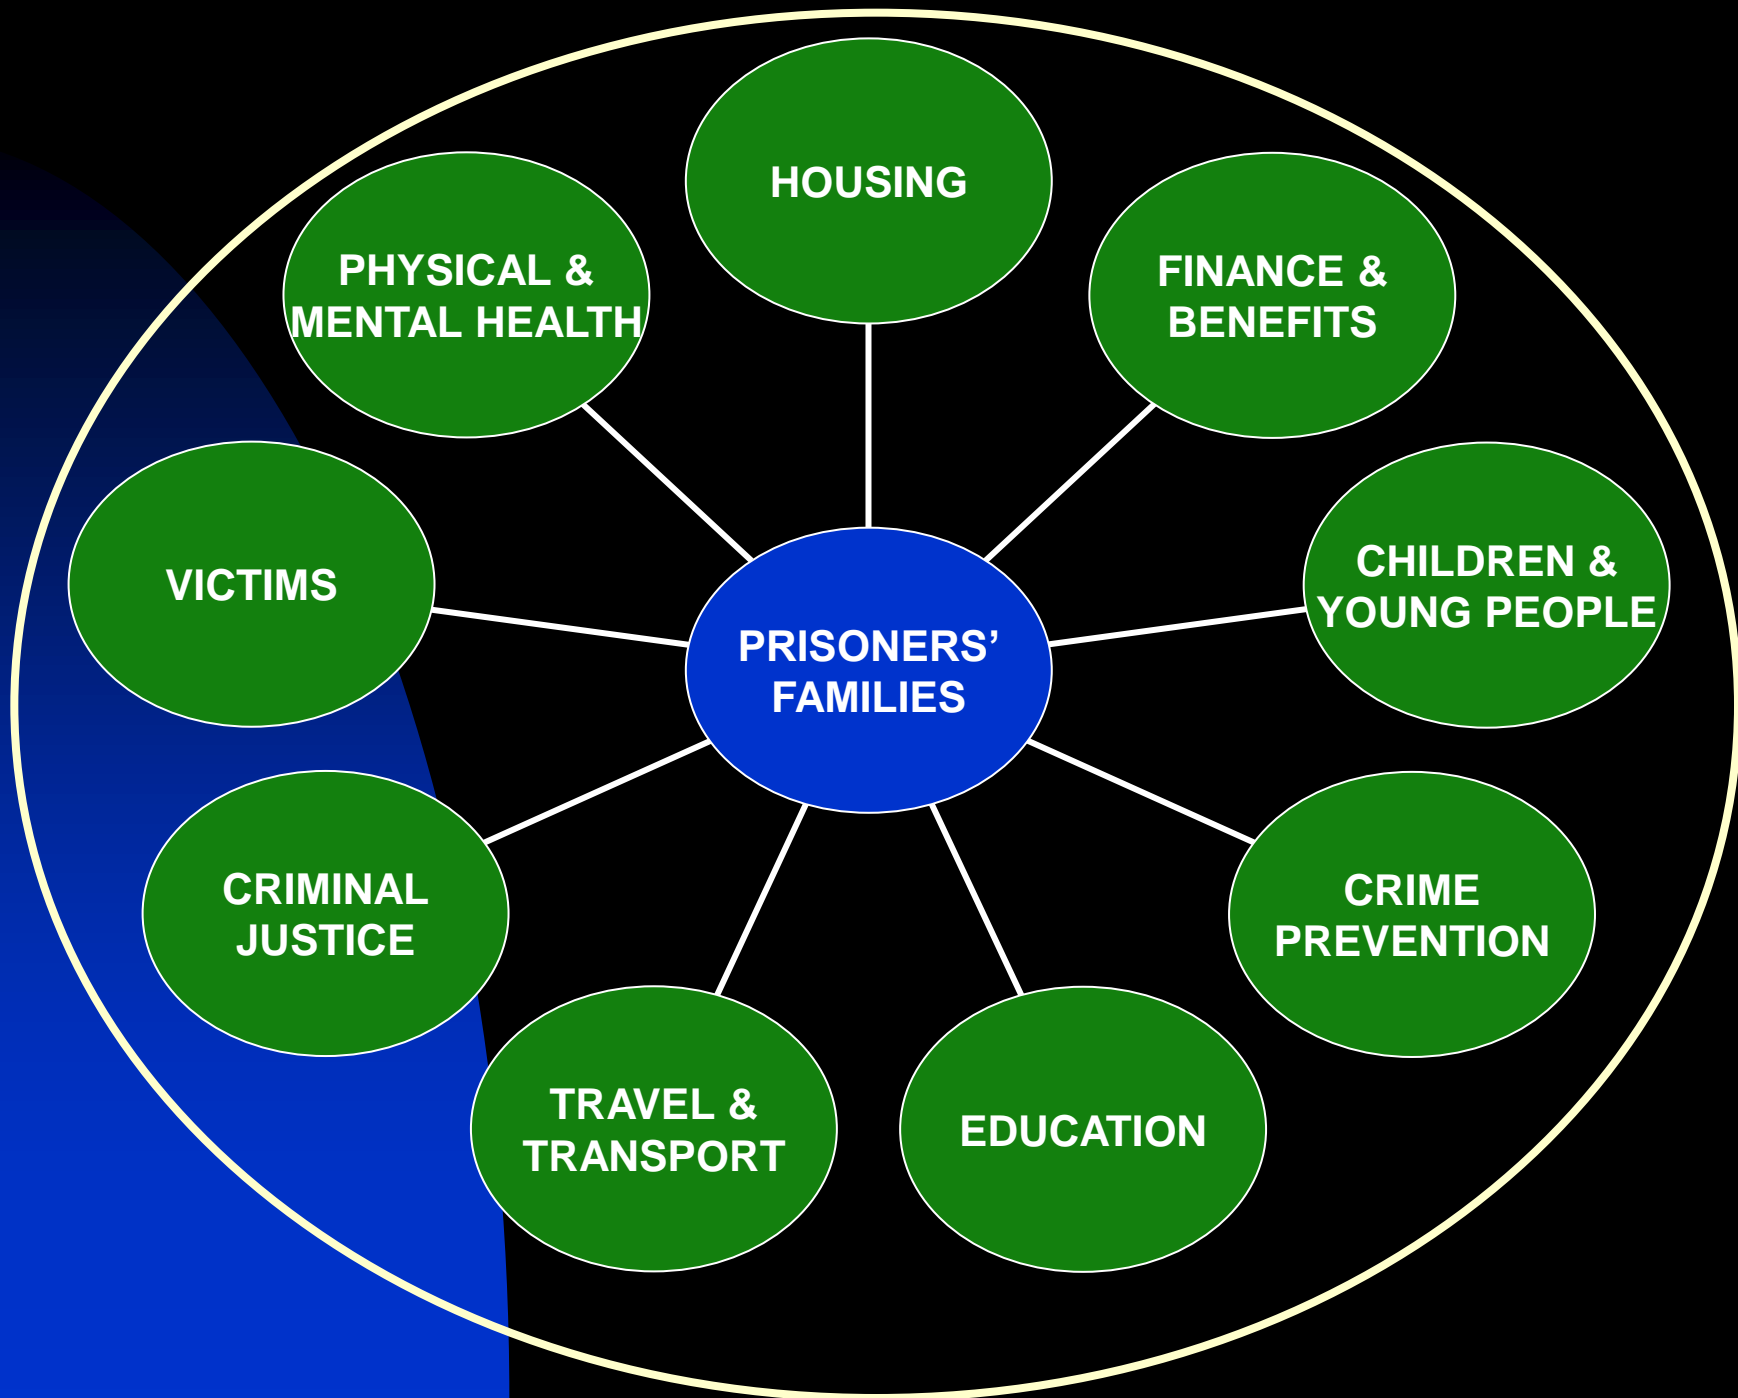 HOUSING
FINANCE &
BENEFITS
CHILDREN &
YOUNG PEOPLE
CRIME
PREVENTION
EDUCATION
TRAVEL &
TRANSPORT
CRIMINAL
JUSTICE
VICTIMS
PHYSICAL &
MENTAL HEALTH
PRISONERS’
FAMILIES